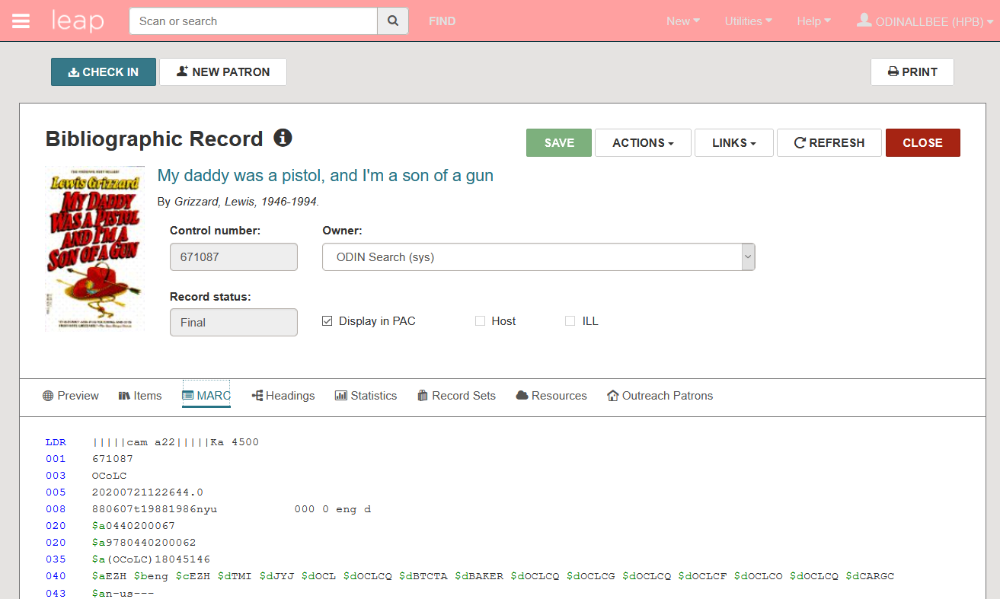 leap Scan or search FIND New Utilities Help ODINALLBEE (HPB)
CHECK IN NEW PATRON PRINT
Bibliographic Record SAVE ACTIONS LINKS REFRESH CLOSE
Lewis Grizzard
My Daddy
Was a Pistol
and I'm a
Son of a Gun
My daddy was a pistol, and I'm a son of a gun
By Grizzard, Lewis, 1946-1994.
Control number: Owner:
671087 ODIN Search (sys)
Record status:
Final Display in PAC Host ILL
Preview Items MARC Headings Statistics Record Sets Resources Outreach Patrons
LDR |||||cam a22|||||Ka 4500
001 671087
003 OCoLC
005 20200721122644.0
008 880607t19881986nyu 000 0 eng d
020 $a0440200067
020 $a9780440200062
035 $a(OCoLC)18045146
040 $aEZH $beng $cEZH $dTMI $dJYJ $dOCL $dOCLCQ $dBTCTA $dBAKER $dOCLCQ $dOCLCG $dOCLCQ $dOCLCF $dOCLCO $dOCLCQ $dCARGC
043 $an-us---